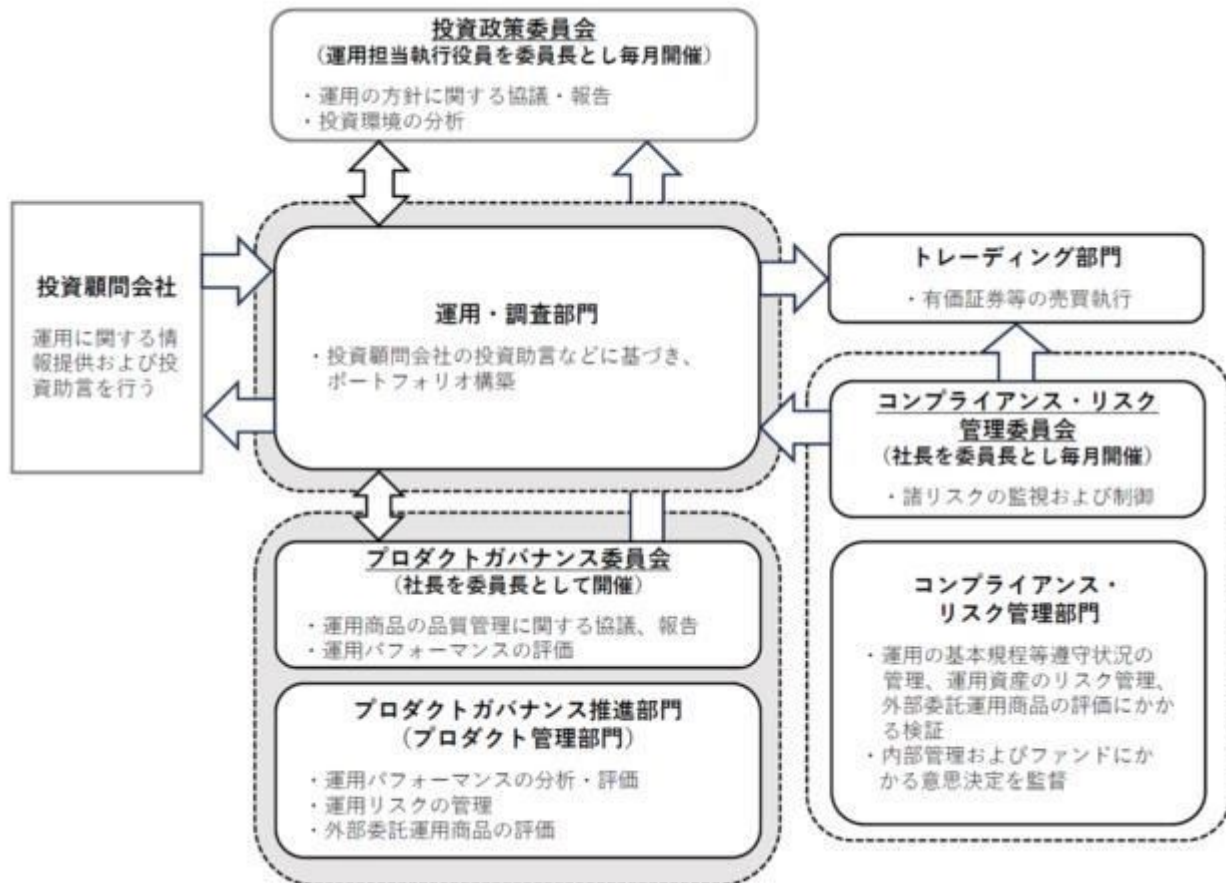 投資政策委員会
(運用担当執行役員を委員長とし毎月開催)
・運用の方針に関する協議・報告
・投資環境の分析
投資顧問会社
運用に関する情
報提供および投
資助言を行う
運用・調査部門
・投資顧問会社の投資助言などに基づき、
ポートフォリオ構築
トレーディング部門
・有価証券等の売買執行
コンプライアンス・リスク
管理委員会
(社長を委員長とし毎月開催)
・諸リスクの監視および制御
プロダクトガバナンス委員会
(社長を委員長として開催)
・運用商品の品質管理に関する協議、報告
・運用パフォーマンスの評価
プロダクトガバナンス推進部門
(プロダクト管理部門)
・運用パフォーマンスの分析・評価
・運用リスクの管理
・外部委託運用商品の評価
コンプライアンス・
リスク管理部門
・運用の基本規程等遵守状況の
管理、運用資産のリスク管理、
外部委託運用商品の評価にかか
る検証
・内部管理およびファンドにか
かる意思決定を監督